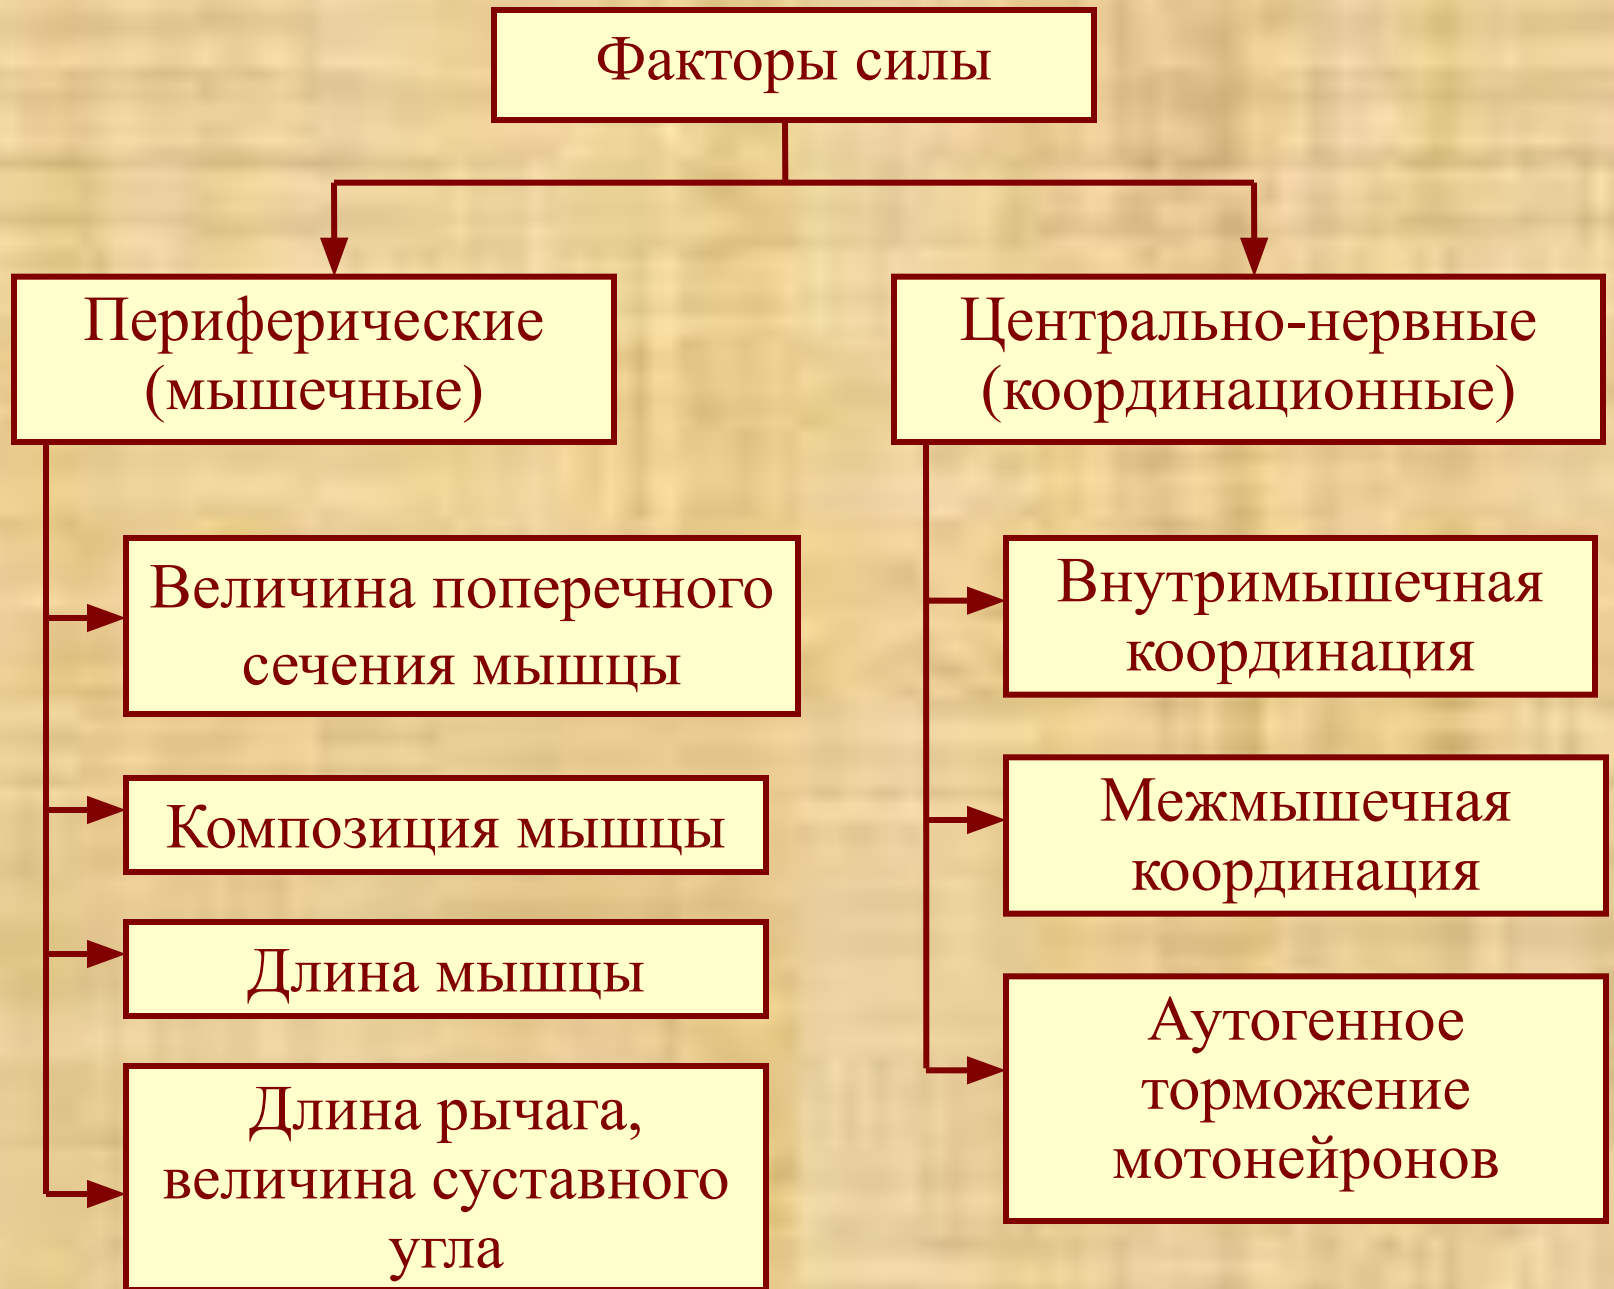 Факторы силы
Периферические
(мышечные)
Величина поперечного
сечения мышцы
Композиция мышцы
Длина мышцы
Длина рычага,
величина суставного
угла
Центрально-нервные
(координационные)
Внутримышечная
координация
Межмышечная
координация
Аутогенное
торможение
мотонейронов